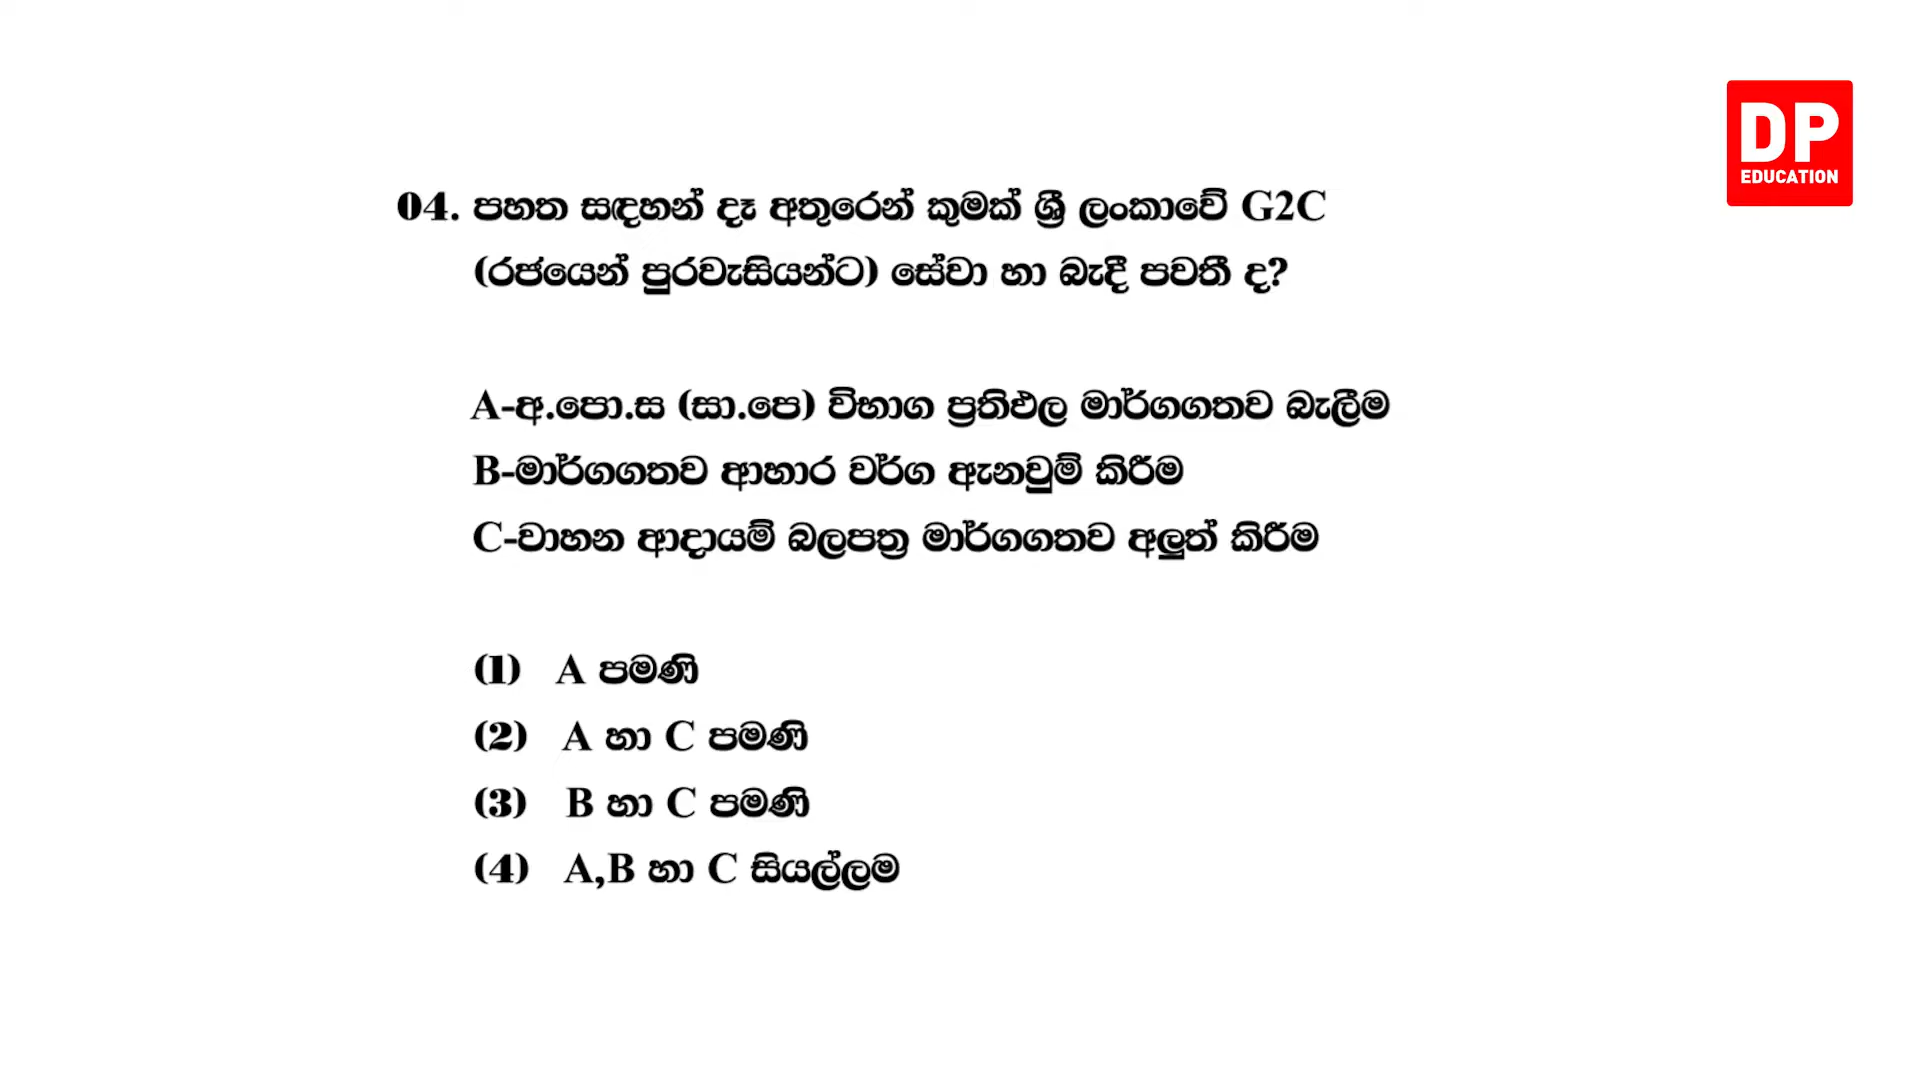 DP
EDUCATION
04. පහත සඳහන් දෑ අතුරෙන් කුමක් ශ්‍රී ලංකාවේ G2C
(රජයෙන් පුරවැසියන්ට) සේවා හා බැදී පවතී ද?
A-අ.පො.ස (සා.පෙ) විභාග ප්‍රතිඵල මාර්ගගතව බැලීම
B-මාර්ගගතව ආහාර වර්ග ඇනවුම් කිරීම
C-වාහන ආදායම් බලපත්‍ර මාර්ගගතව අලුත් කිරීම
(1) A පමණි
(2) A හා C පමණි
(3) B හා C පමණි
(4) A,B හා C සියල්ලම